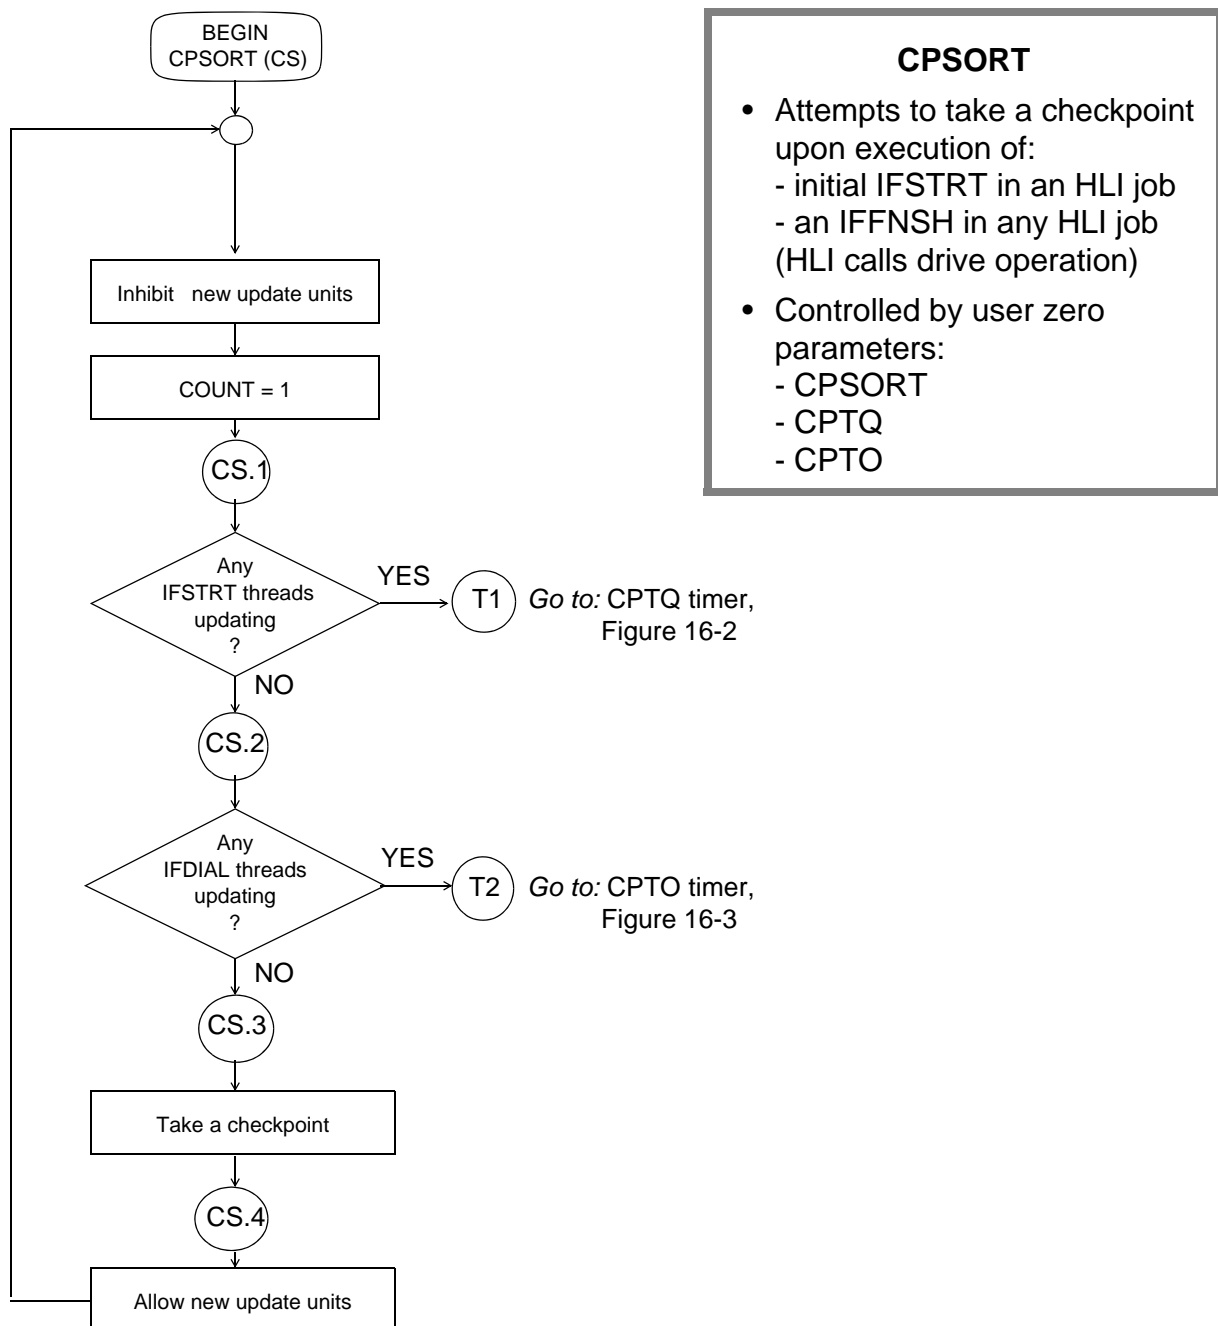 BEGIN
CPSORT (CS)
Inhibit new update units
COUNT = 1
CS.1
Any
IFSTRT threads
updating
?
YES
T1
Go to: CPTQ timer,
Figure 16-2
NO
CS.2
Any
IFDIAL threads
updating
?
YES
T2
Go to: CPTO timer,
Figure 16-3
NO
CS.3
Take a checkpoint
CS.4
Allow new update units
CPSORT
• Attempts to take a checkpoint
upon execution of:
- initial IFSTRT in an HLI job
- an IFFNSH in any HLI job
(HLI calls drive operation)
• Controlled by user zero
parameters:
- CPSORT
- CPTQ
- CPTO